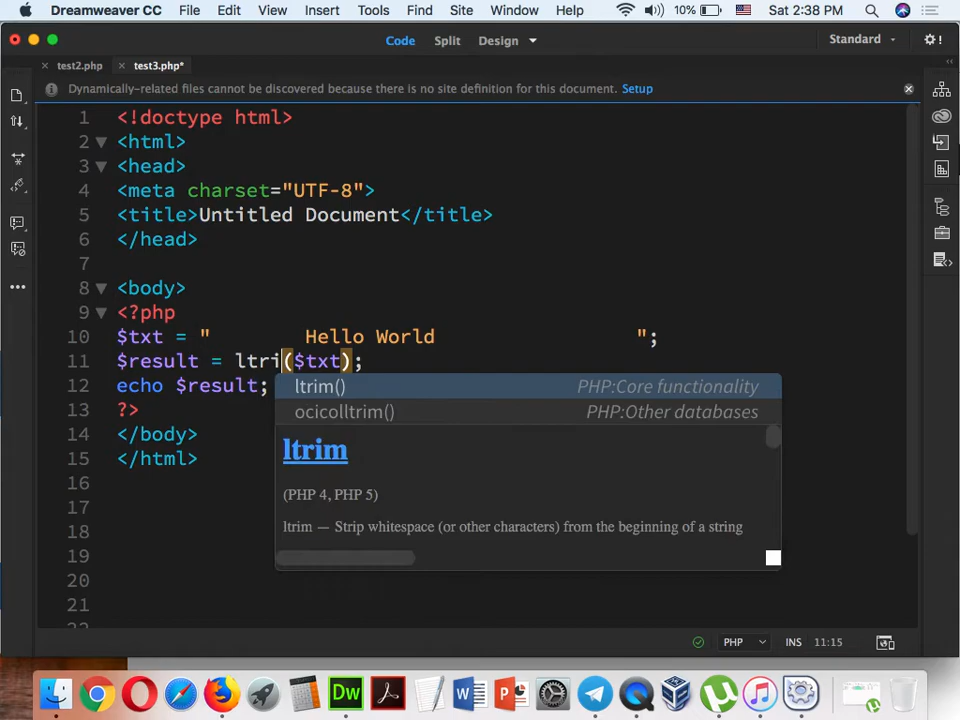 Dreamweaver CC File Edit View Insert Tools Find Site Window Help 10% Sat 2:38 PM
Code Split Design Standard
test2.php test3.php*
Dynamically-related files cannot be discovered because there is no site definition for this document. Setup
1 <!doctype html>
2 <html>
3 <head>
4 <meta charset="UTF-8">
5 <title>Untitled Document</title>
6 </head>
7
8 <body>
9 <?php
10 $txt = "        Hello World                 ";
11 $result = ltri($txt);
12 echo $result;
13 ?>
14 </body>
15 </html>
16
17
18
19
20
21
22
ltrim() PHP:Core functionality
ocicolltrim() PHP:Other databases
ltrim
(PHP 4, PHP 5)
ltrim — Strip whitespace (or other characters) from the beginning of a string
PHP INS 11:15
Dw W P